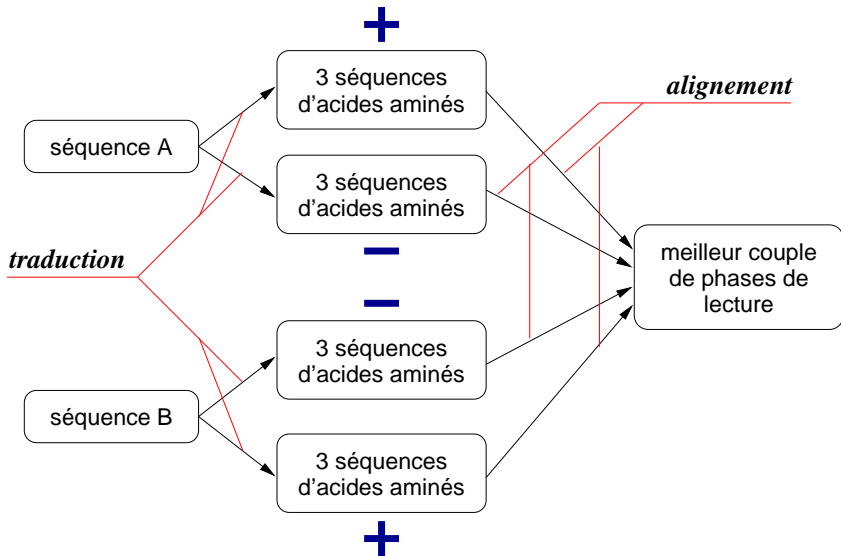 +
3 séquences
d'acides aminés
alignement
séquence A
3 séquences
d'acides aminés
−
traduction
meilleur couple
de phases de
lecture
−
3 séquences
d'acides aminés
séquence B
3 séquences
d'acides aminés
+